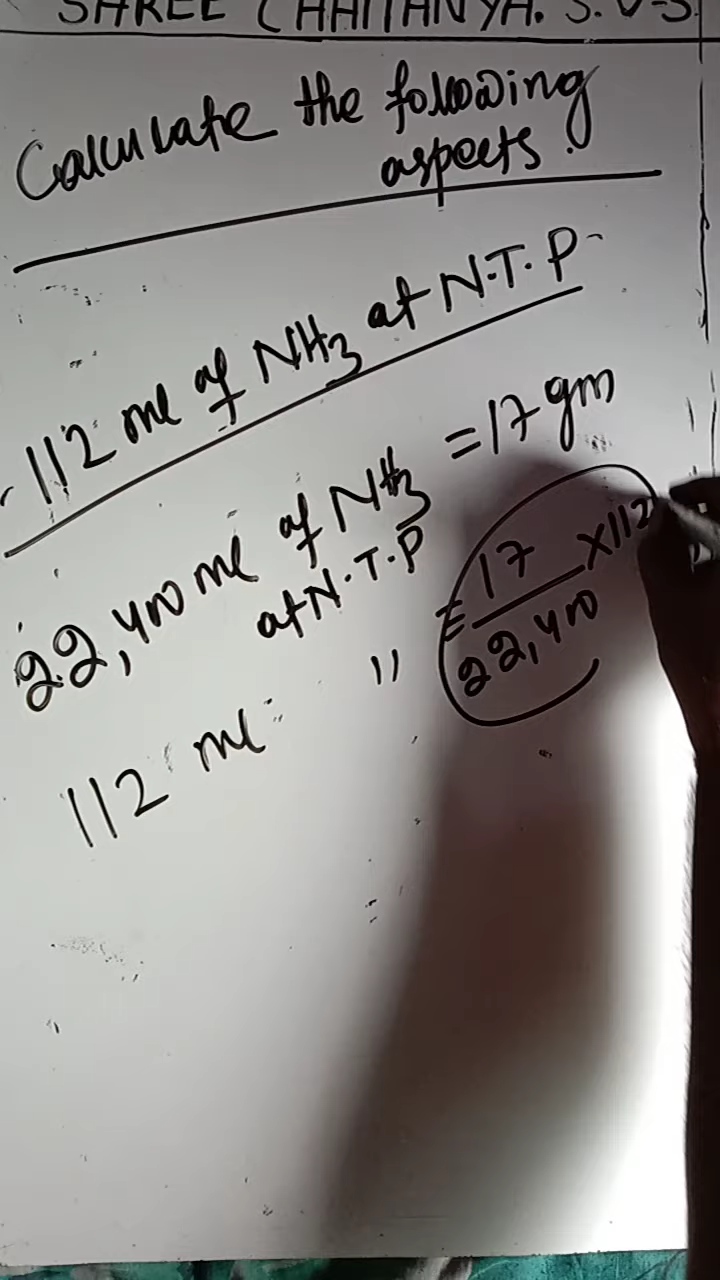 SHREE CHAITANYA. S. V-S.
Calculate the following
aspects.
112 ml of NH3 at N.T.P
22,400 ml of NH3 = 17 gm
at N.T.P
112 ml " = 17 / 22,400 x 112